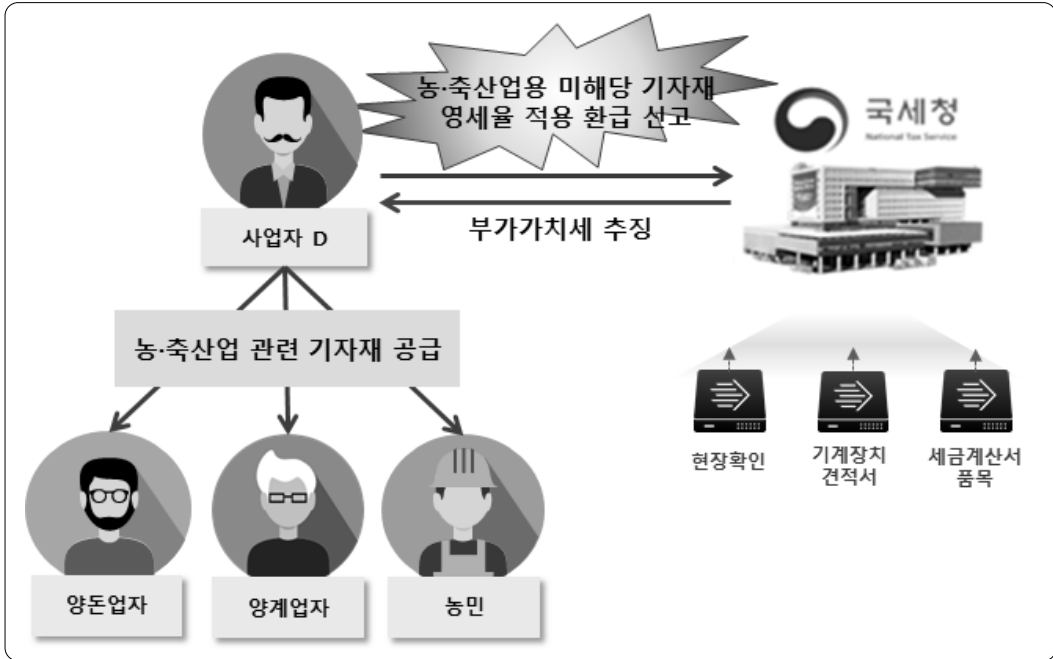 농·축산업용 미해당 기자재
영세율 적용 환급 선고
국세청
National Tax Service
사업자 D
부가가치세 추징
농·축산업 관련 기자재 공급
현장확인
기계장치
견적서
세금계산서
품목
양돈업자
양계업자
농민